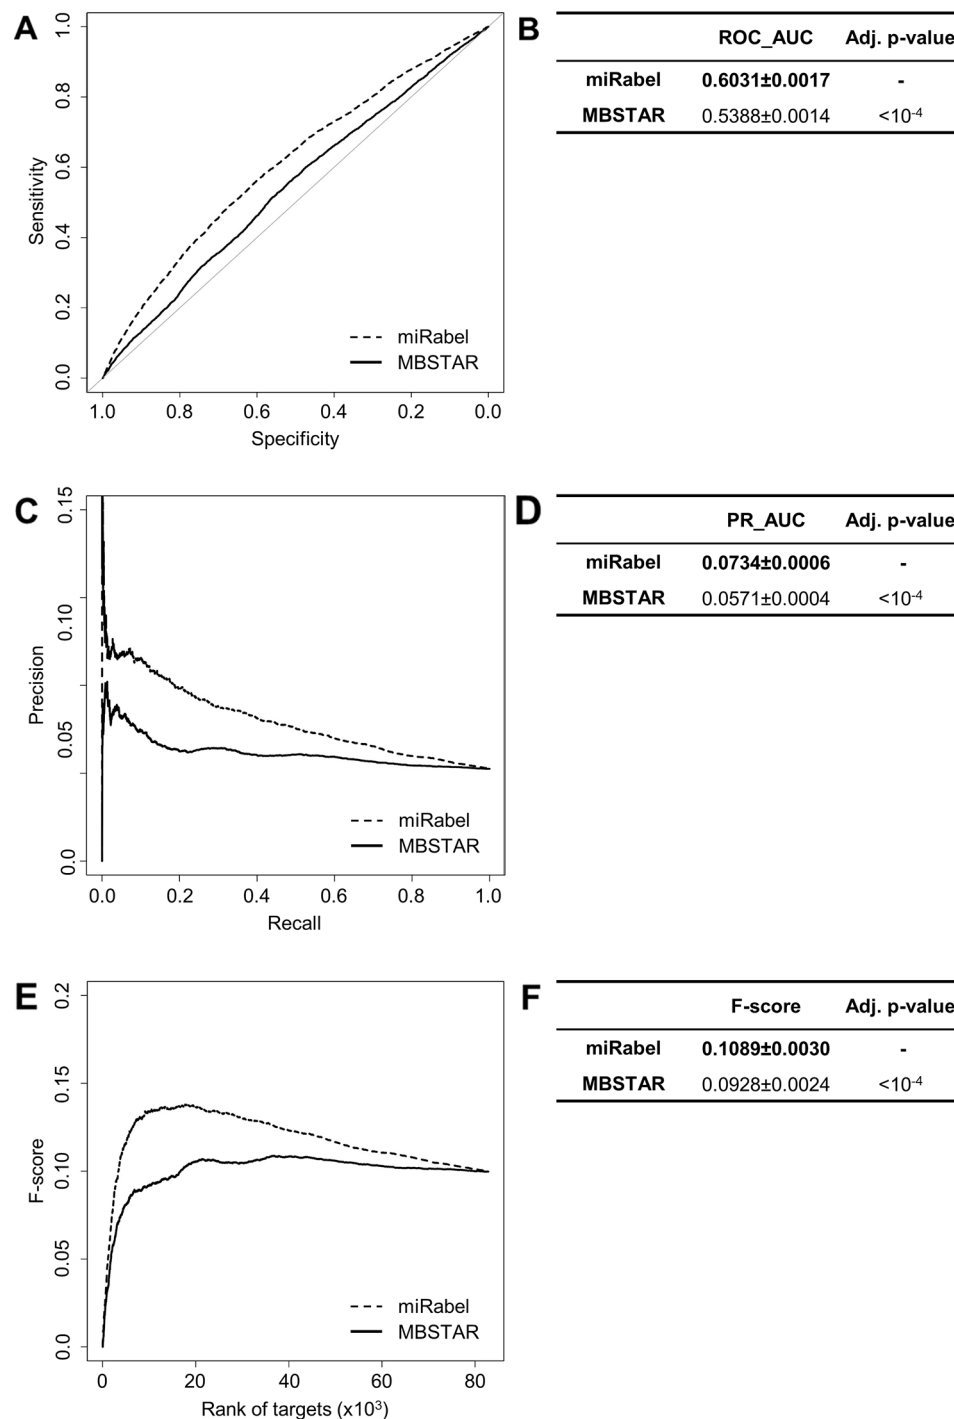 A
1.0
0.8
0.6
0.4
0.2
0.0
Sensitivity
miRabel
MBSTAR
1.0 0.8 0.6 0.4 0.2 0.0
Specificity
B
ROC_AUC Adj. p-value
miRabel 0.6031±0.0017 -
MBSTAR 0.5388±0.0014 <10-4
C
0.15
0.10
0.05
0.0
Precision
miRabel
MBSTAR
0.0 0.2 0.4 0.6 0.8 1.0
Recall
D
PR_AUC Adj. p-value
miRabel 0.0734±0.0006 -
MBSTAR 0.0571±0.0004 <10-4
E
0.2
0.15
0.10
0.05
0.0
F-score
miRabel
MBSTAR
0 20 40 60 80
Rank of targets (x103)
F
F-score Adj. p-value
miRabel 0.1089±0.0030 -
MBSTAR 0.0928±0.0024 <10-4